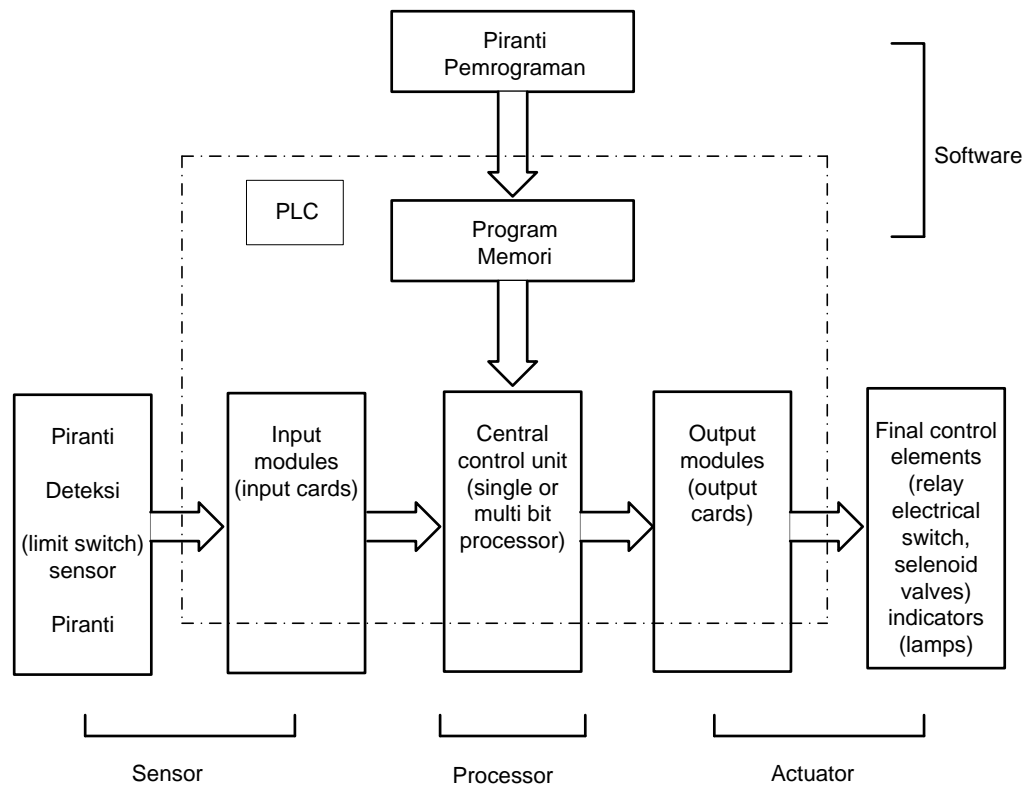 Piranti
Pemrograman
Software
PLC
Program
Memori
Piranti
Deteksi
(limit switch)
sensor
Piranti
Input
modules
(input cards)
Central
control unit
(single or
multi bit
processor)
Output
modules
(output
cards)
Final control
elements
(relay
electrical
switch,
selenoid
valves)
indicators
(lamps)
Sensor
Processor
Actuator